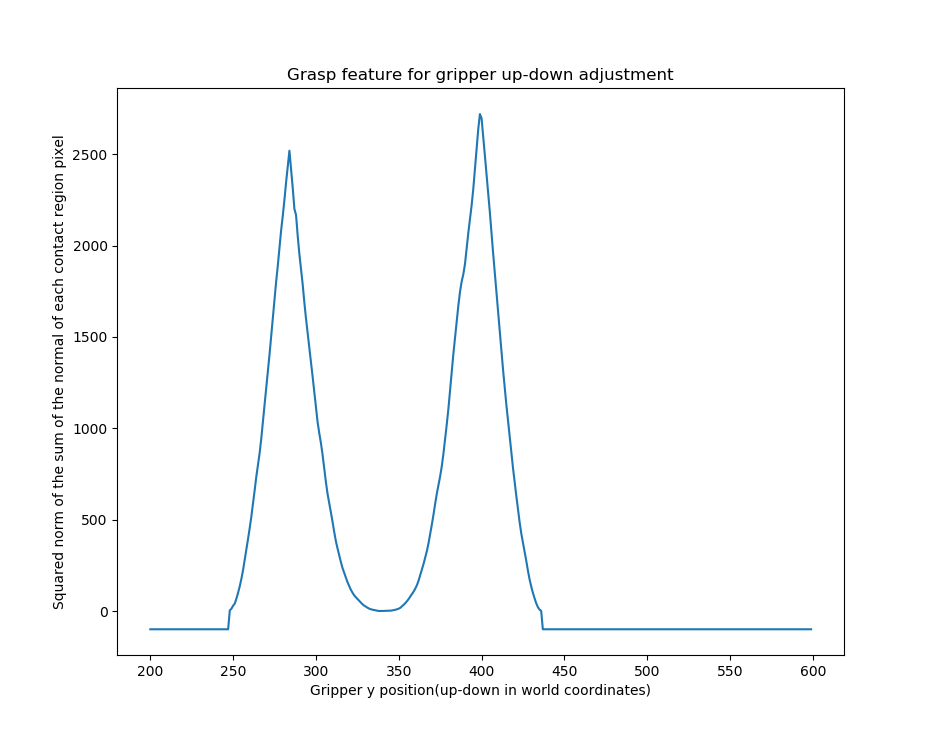 Grasp feature for gripper up-down adjustment
Squared norm of the sum of the normal of each contact region pixel
2500
2000
1500
1000
500
0
200 250 300 350 400 450 500 550 600
Gripper y position(up-down in world coordinates)